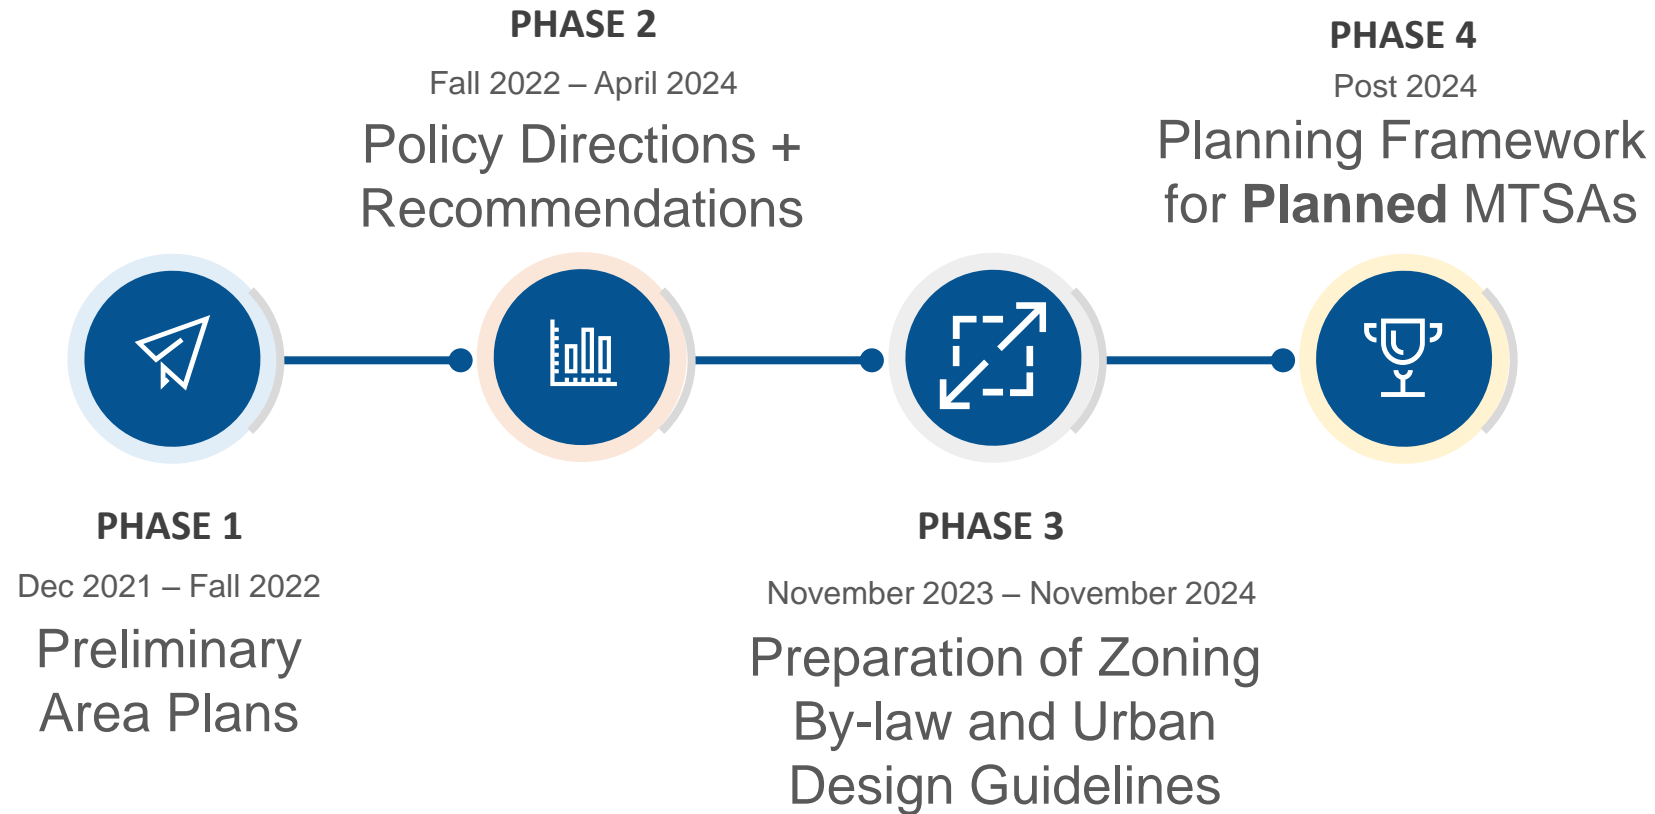 PHASE 1
Dec 2021 – Fall 2022
Preliminary
Area Plans
PHASE 2
Fall 2022 – April 2024
Policy Directions +
Recommendations
PHASE 3
November 2023 – November 2024
Preparation of Zoning
By-law and Urban
Design Guidelines
PHASE 4
Post 2024
Planning Framework
for Planned MTSAs